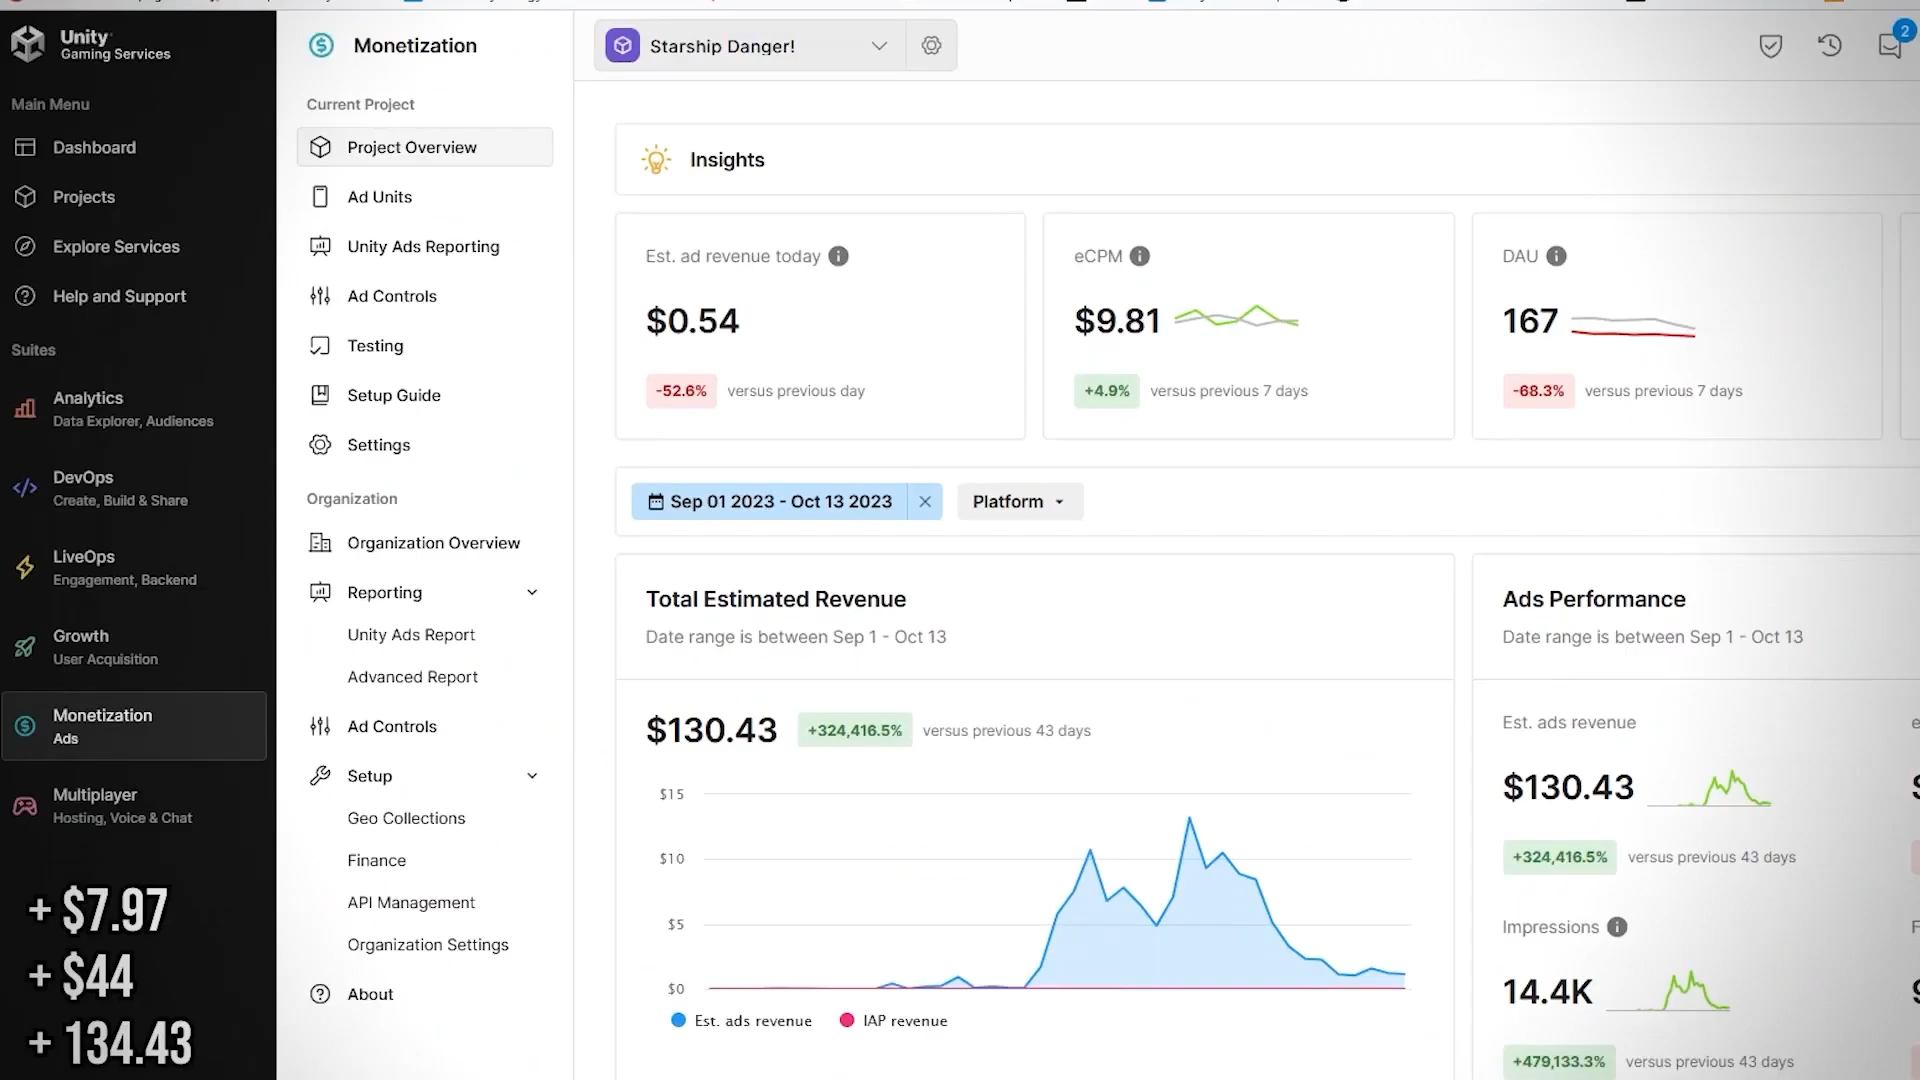 Unity
Gaming Services
Main Menu
Dashboard
Projects
Explore Services
Help and Support
Suites
Analytics
Data Explorer, Audiences
DevOps
Create, Build & Share
LiveOps
Engagement, Backend
Growth
User Acquisition
Monetization
Ads
Multiplayer
Hosting, Voice & Chat
+ $7.97
+ $44
+ 134.43
Monetization
Current Project
Project Overview
Ad Units
Unity Ads Reporting
Ad Controls
Testing
Setup Guide
Settings
Organization
Organization Overview
Reporting
Unity Ads Report
Advanced Report
Ad Controls
Setup
Geo Collections
Finance
API Management
Organization Settings
About
Starship Danger!
2
Insights
Est. ad revenue today
$0.54
-52.6% versus previous day
eCPM
$9.81
+4.9% versus previous 7 days
DAU
167
-68.3% versus previous 7 days
Sep 01 2023 - Oct 13 2023
Platform
Total Estimated Revenue
Date range is between Sep 1 - Oct 13
$130.43 +324,416.5% versus previous 43 days
$15
$10
$5
$0
Est. ads revenue IAP revenue
Ads Performance
Date range is between Sep 1 - Oct 13
Est. ads revenue
$130.43
+324,416.5% versus previous 43 days
Impressions
14.4K
+479,133.3% versus previous 43 days